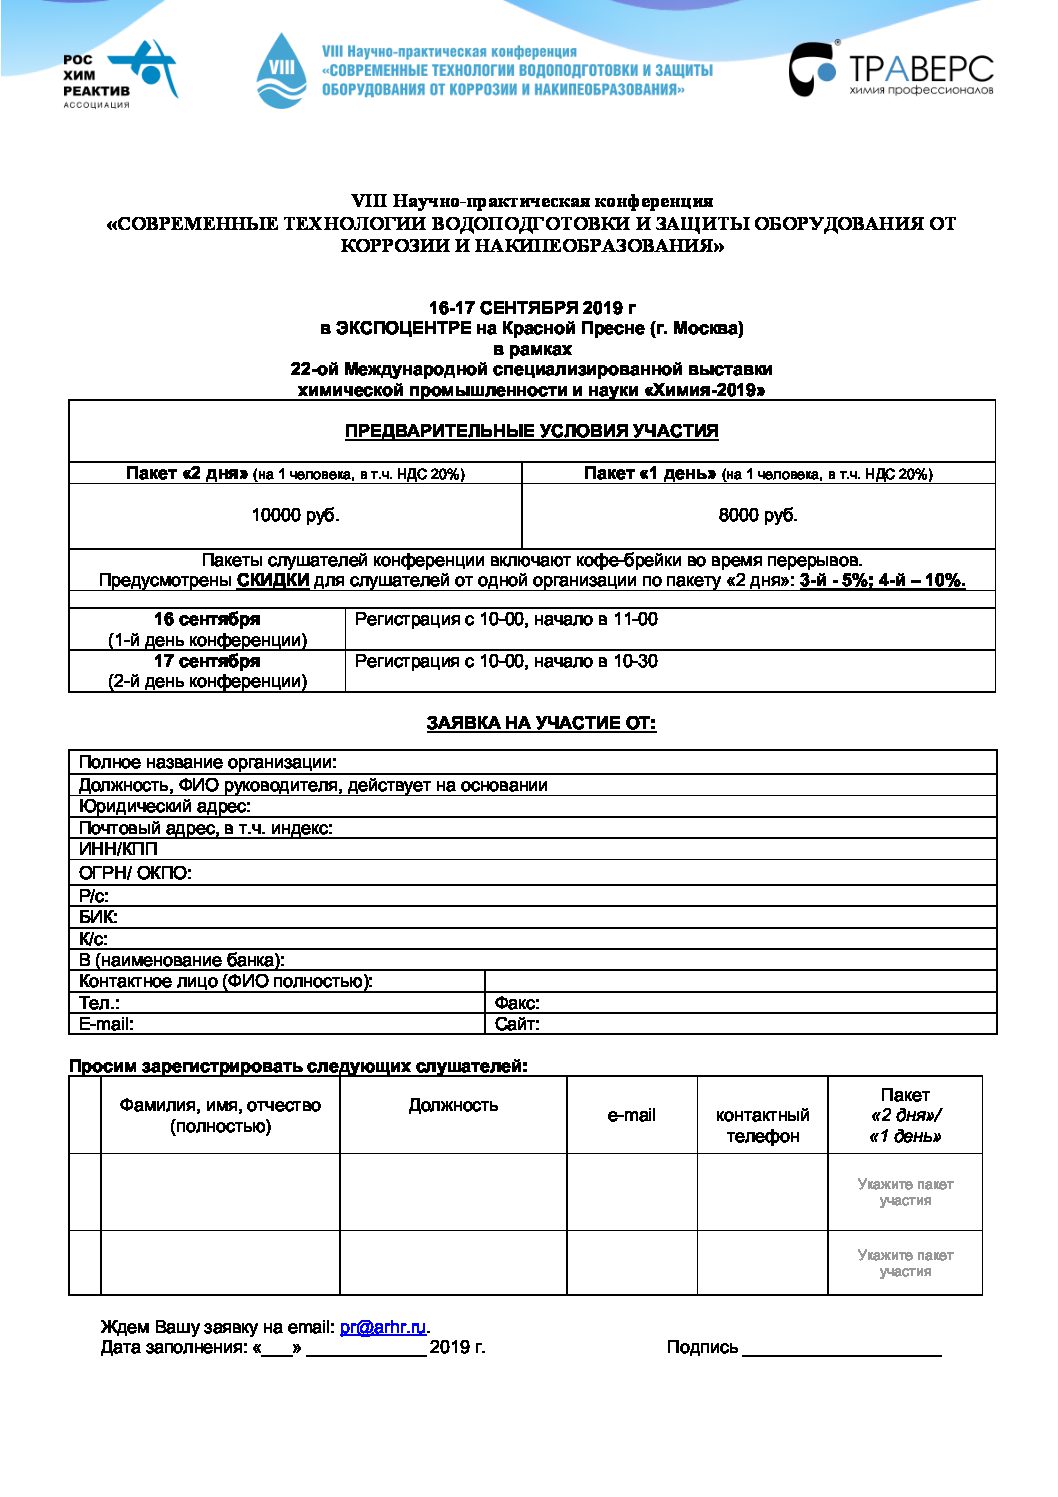 РОС
ХИМ
РЕАКТИВ
АССОЦИАЦИЯ
VIII
VIII Научно-практическая конференция
«СОВРЕМЕННЫЕ ТЕХНОЛОГИИ ВОДОПОДГОТОВКИ И ЗАЩИТЫ
ОБОРУДОВАНИЯ ОТ КОРРОЗИИ И НАКИПЕОБРАЗОВАНИЯ»
®
ТРАВЕРС
химия профессионалов
VIII Научно-практическая конференция
«СОВРЕМЕННЫЕ ТЕХНОЛОГИИ ВОДОПОДГОТОВКИ И ЗАЩИТЫ ОБОРУДОВАНИЯ ОТ
КОРРОЗИИ И НАКИПЕОБРАЗОВАНИЯ»
16-17 СЕНТЯБРЯ 2019 г
в ЭКСПОЦЕНТРЕ на Красной Пресне (г. Москва)
в рамках
22-ой Международной специализированной выставки
химической промышленности и науки «Химия-2019»
ПРЕДВАРИТЕЛЬНЫЕ УСЛОВИЯ УЧАСТИЯ
Пакет «2 дня» (на 1 человека, в т.ч. НДС 20%)
Пакет «1 день» (на 1 человека, в т.ч. НДС 20%)
10000 руб.
8000 руб.
Пакеты слушателей конференции включают кофе-брейки во время перерывов.
Предусмотрены СКИДКИ для слушателей от одной организации по пакету «2 дня»: 3-й - 5%; 4-й – 10%.
16 сентября
(1-й день конференции)
Регистрация с 10-00, начало в 11-00
17 сентября
(2-й день конференции)
Регистрация с 10-00, начало в 10-30
ЗАЯВКА НА УЧАСТИЕ ОТ:
Полное название организации:
Должность, ФИО руководителя, действует на основании
Юридический адрес:
Почтовый адрес, в т.ч. индекс:
ИНН/КПП
ОГРН/ ОКПО:
Р/с:
БИК:
К/с:
В (наименование банка):
Контактное лицо (ФИО полностью):
Тел.:
Факс:
E-mail:
Сайт:
Просим зарегистрировать следующих слушателей:
Фамилия, имя, отчество
(полностью)
Должность
e-mail
контактный
телефон
Пакет
«2 дня»/
«1 день»
Укажите пакет
участия
Укажите пакет
участия
Ждем Вашу заявку на email: pr@arhr.ru.
Дата заполнения: «___» ____________ 2019 г. Подпись ____________________